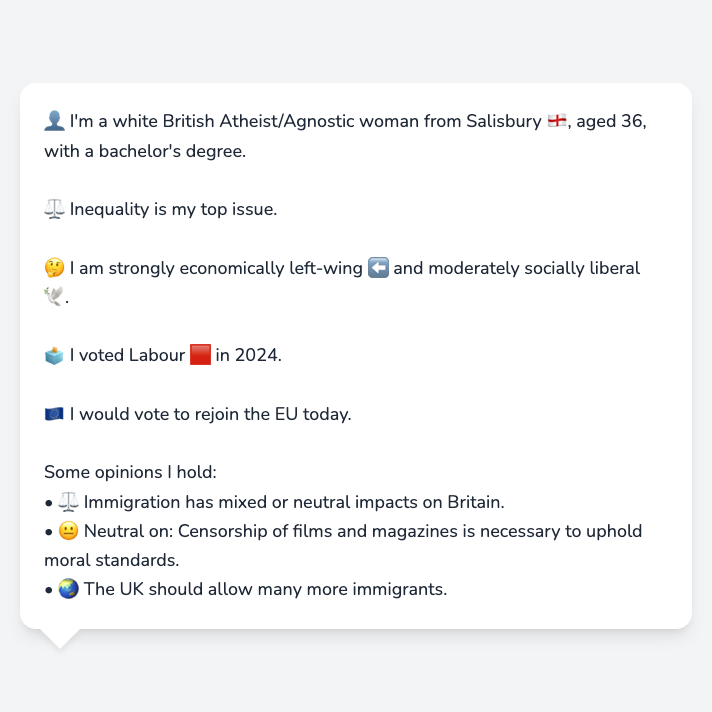 👤 I'm a white British Atheist/Agnostic woman from Salisbury 🏴󠁧󠁢󠁥󠁮󠁧󠁿, aged 36,
with a bachelor's degree.
⚖️ Inequality is my top issue.
🤔 I am strongly economically left-wing ⬅️ and moderately socially liberal
🕊️.
🗳️ I voted Labour 🟥 in 2024.
🇪🇺 I would vote to rejoin the EU today.
Some opinions I hold:
• ⚖️ Immigration has mixed or neutral impacts on Britain.
• 😐 Neutral on: Censorship of films and magazines is necessary to uphold
moral standards.
• 🌏 The UK should allow many more immigrants.